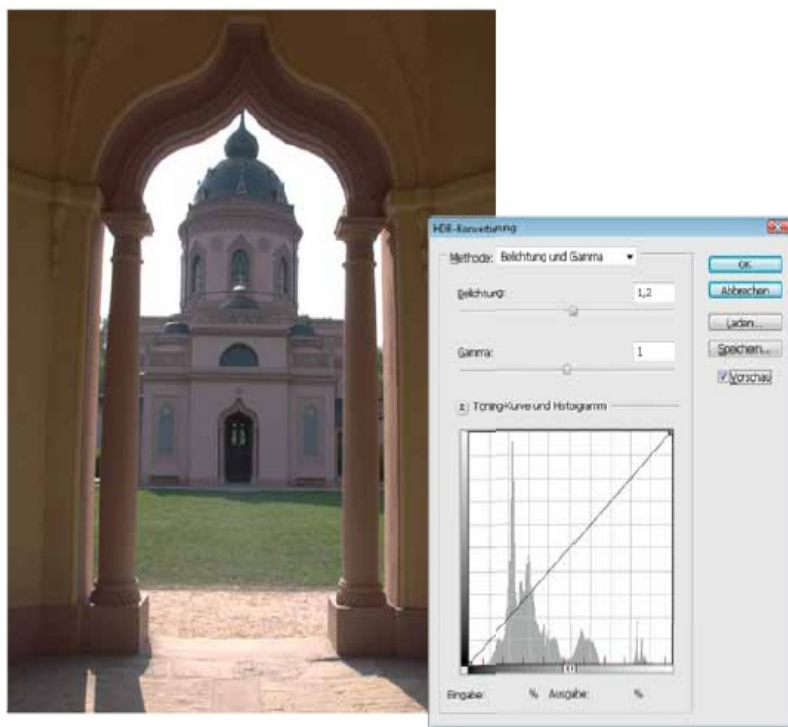 HDR-Konvertierung
Methode: Belichtung und Gamma
OK
Abbrechen
Belichtung: 1,2
Laden...
Gamma: 1
Speichern...
Vorschau
Toning-Kurve und Histogramm
Eingabe: % Ausgabe: %